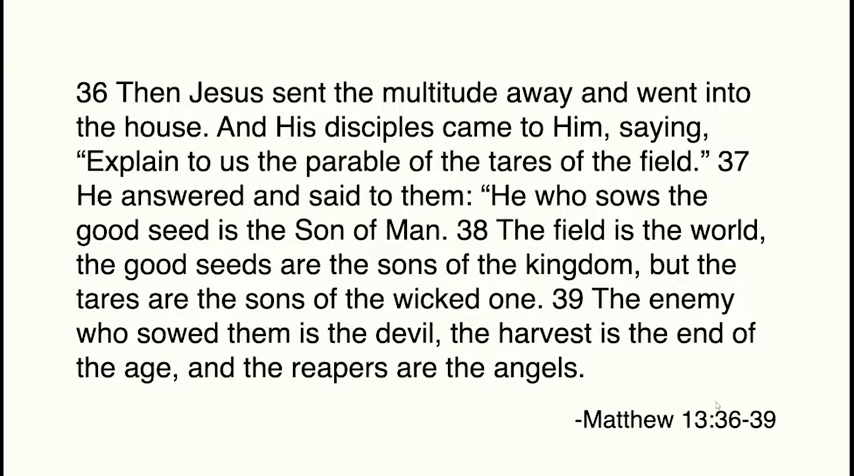 36 Then Jesus sent the multitude away and went into
the house. And His disciples came to Him, saying,
“Explain to us the parable of the tares of the field.” 37
He answered and said to them: “He who sows the
good seed is the Son of Man. 38 The field is the world,
the good seeds are the sons of the kingdom, but the
tares are the sons of the wicked one. 39 The enemy
who sowed them is the devil, the harvest is the end of
the age, and the reapers are the angels.
-Matthew 13:36-39